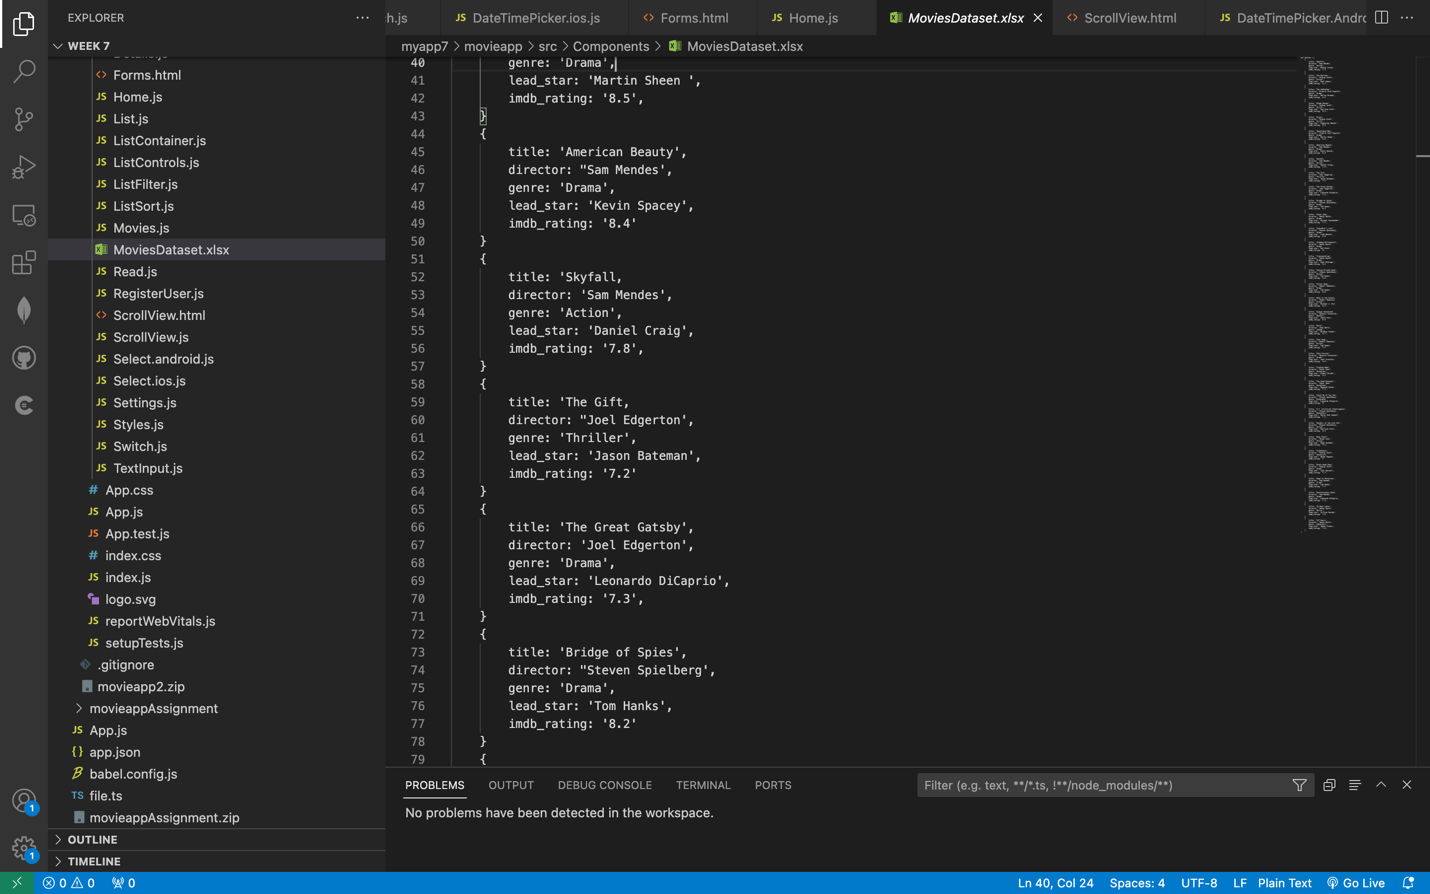 EXPLORER
WEEK 7
Forms.html
Home.js
List.js
ListContainer.js
ListControls.js
ListFilter.js
ListSort.js
Movies.js
MoviesDataset.xlsx
Read.js
RegisterUser.js
ScrollView.html
ScrollView.js
Select.android.js
Select.ios.js
Settings.js
Styles.js
Switch.js
TextInput.js
App.css
App.js
App.test.js
index.css
index.js
logo.svg
reportWebVitals.js
setupTests.js
.gitignore
movieapp2.zip
movieappAssignment
App.js
app.json
babel.config.js
file.ts
movieappAssignment.zip
OUTLINE
TIMELINE
h.js JS DateTimePicker.ios.js <> Forms.html JS Home.js MoviesDataset.xlsx <> ScrollView.html JS DateTimePicker.Andro
myapp7 > movieapp > src > Components > MoviesDataset.xlsx
40 genre: 'Drama',
41 lead_star: 'Martin Sheen ',
42 imdb_rating: '8.5',
43 }
44 {
45 title: 'American Beauty',
46 director: "Sam Mendes',
47 genre: 'Drama',
48 lead_star: 'Kevin Spacey',
49 imdb_rating: '8.4'
50 }
51 {
52 title: 'Skyfall,
53 director: 'Sam Mendes',
54 genre: 'Action',
55 lead_star: 'Daniel Craig',
56 imdb_rating: '7.8',
57 }
58 {
59 title: 'The Gift,
60 director: "Joel Edgerton',
61 genre: 'Thriller',
62 lead_star: 'Jason Bateman',
63 imdb_rating: '7.2'
64 }
65 {
66 title: 'The Great Gatsby',
67 director: 'Joel Edgerton',
68 genre: 'Drama',
69 lead_star: 'Leonardo DiCaprio',
70 imdb_rating: '7.3',
71 }
72 {
73 title: 'Bridge of Spies',
74 director: "Steven Spielberg',
75 genre: 'Drama',
76 lead_star: 'Tom Hanks',
77 imdb_rating: '8.2'
78 }
79 {
PROBLEMS OUTPUT DEBUG CONSOLE TERMINAL PORTS Filter (e.g. text, **/*.ts, !**/node_modules/**)
No problems have been detected in the workspace.
1
1
0 0 0 Ln 40, Col 24 Spaces: 4 UTF-8 LF Plain Text Go Live